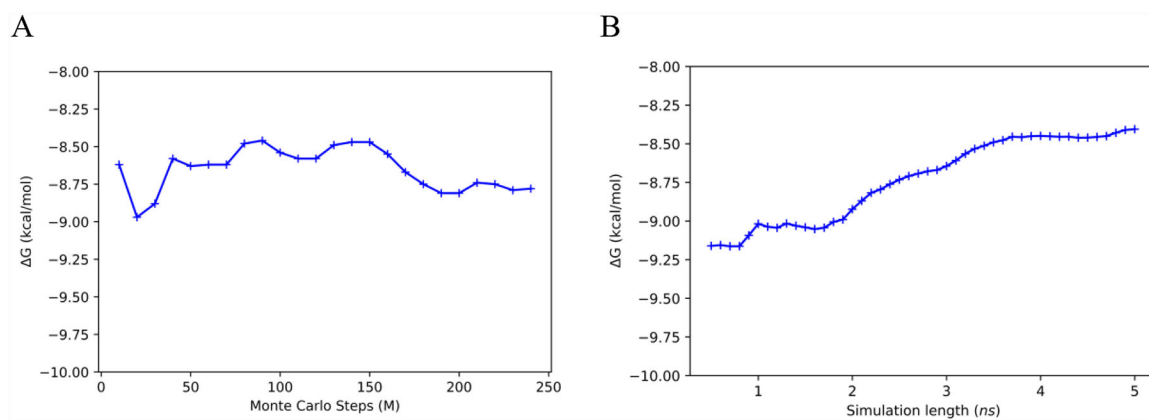 A
B
ΔG (kcal/mol)
−8.00
−8.25
−8.50
−8.75
−9.00
−9.25
−9.50
−9.75
−10.00
0 50 100 150 200 250
Monte Carlo Steps (M)
ΔG (kcal/mol)
−8.00
−8.25
−8.50
−8.75
−9.00
−9.25
−9.50
−9.75
−10.00
1 2 3 4 5
Simulation length (ns)